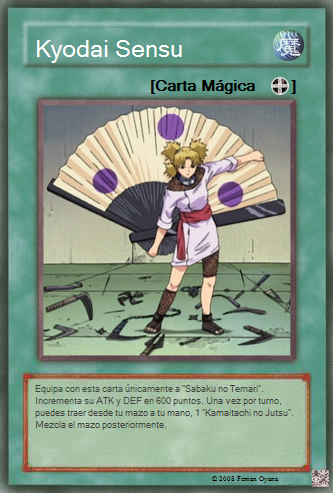 Kyodai Sensu
魔
[Carta Mágica ]
Equipa con esta carta únicamente a "Sabaku no Temari".
Incrementa su ATK y DEF en 600 puntos. Una vez por turno,
puedes traer desde tu mazo a tu mano, 1 "Kamaitachi no Jutsu".
Mezcla el mazo posteriormente.
©2008 Fernan Oyana